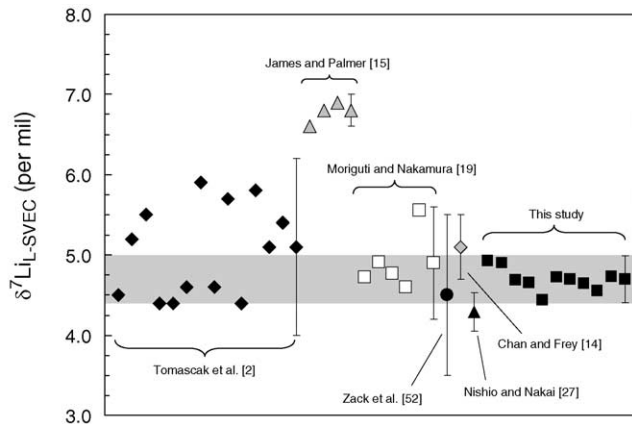 δ⁷Li_L-SVEC (per mil)
8.0
7.0
6.0
5.0
4.0
3.0
James and Palmer [15]
Moriguti and Nakamura [19]
This study
Tomascak et al. [2]
Zack et al. [52]
Chan and Frey [14]
Nishio and Nakai [27]